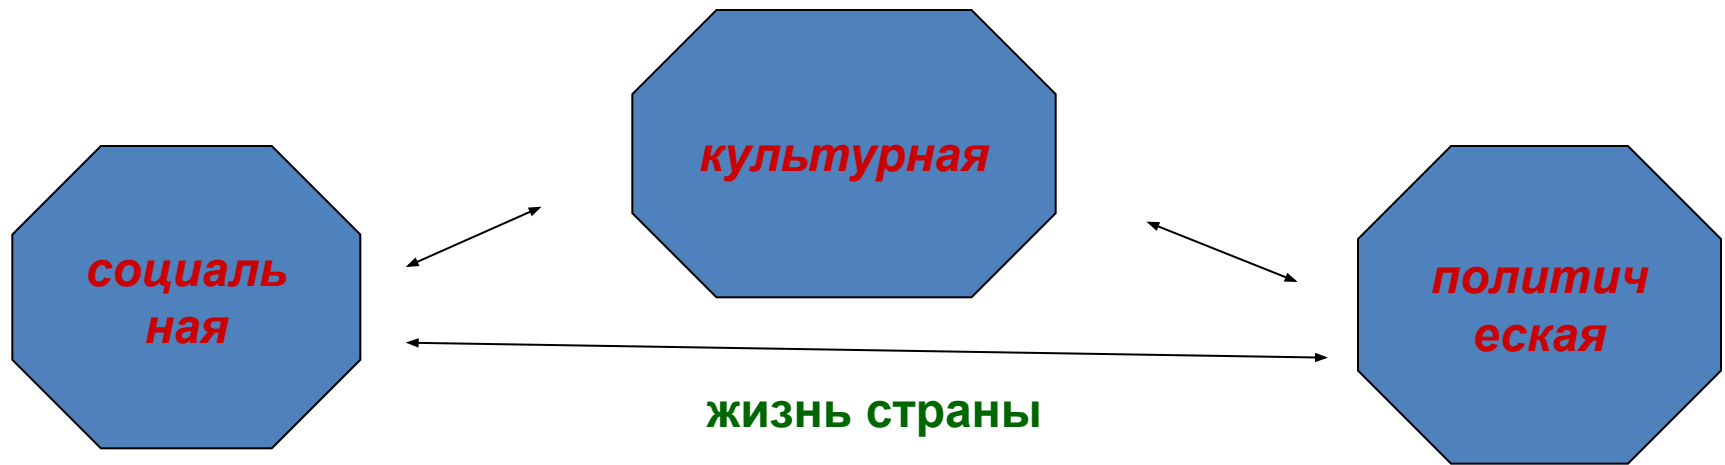 культурная
социаль
ная
политич
еская
жизнь страны